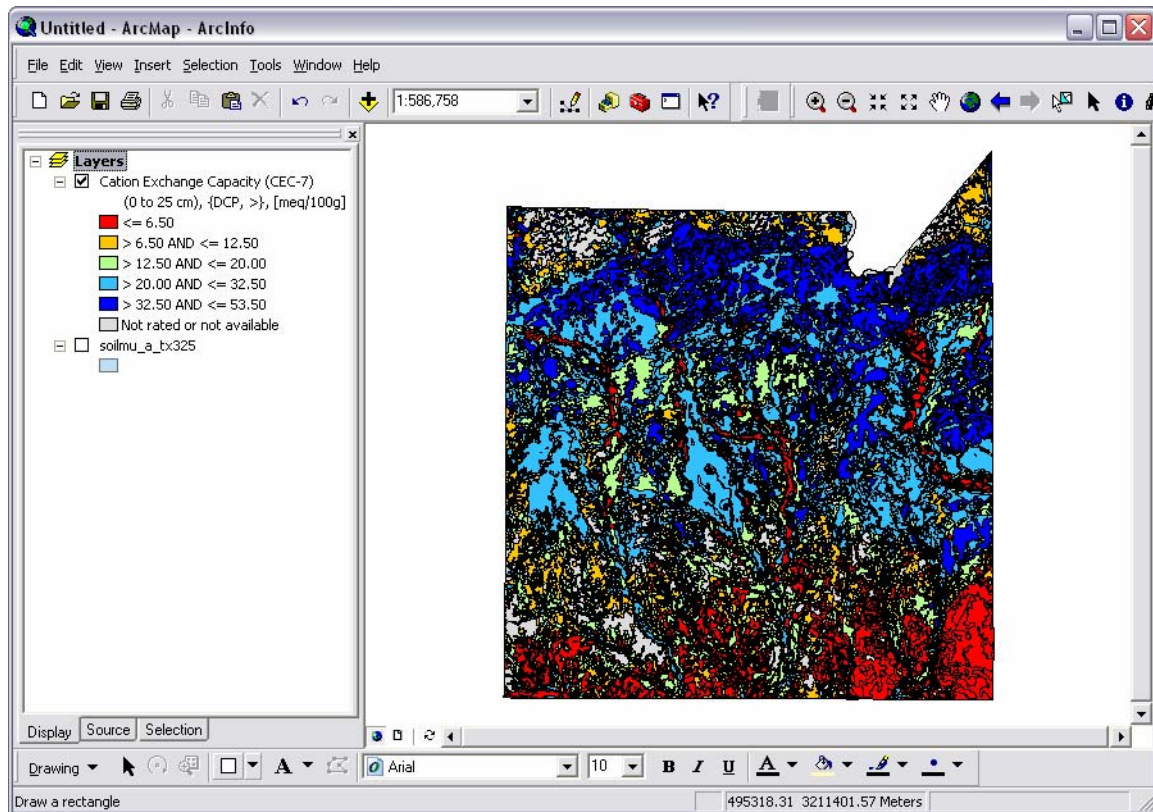 Untitled - ArcMap - ArcInfo
File Edit View Insert Selection Tools Window Help
1:586,758
Layers
Cation Exchange Capacity (CEC-7)
(0 to 25 cm), {DCP, >}, [meq/100g]
<= 6.50
> 6.50 AND <= 12.50
> 12.50 AND <= 20.00
> 20.00 AND <= 32.50
> 32.50 AND <= 53.50
Not rated or not available
soilmu_a_tx325
Display Source Selection
Drawing A Arial 10 B I U A
Draw a rectangle 495318.31 3211401.57 Meters